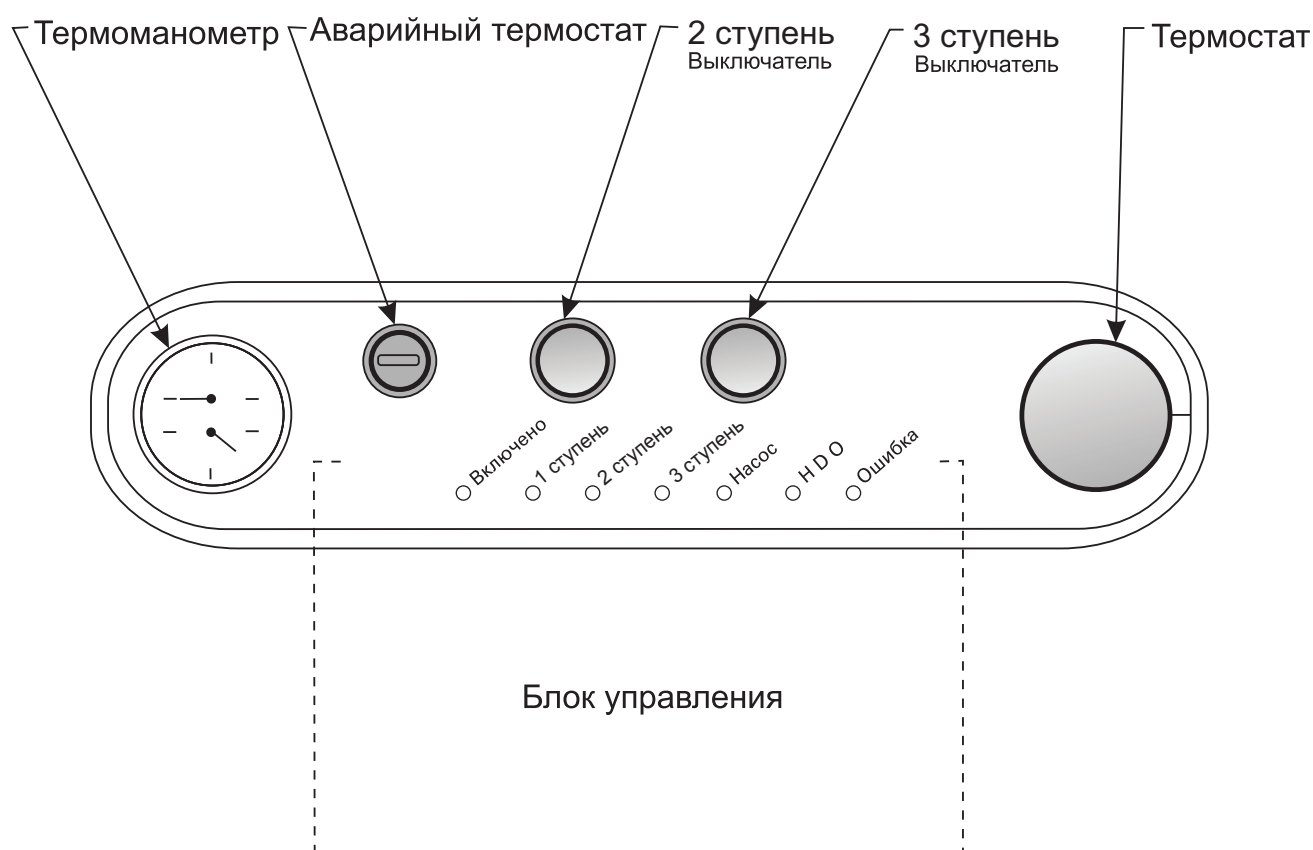 Термоманометр
Аварийный термостат
2 ступень
Выключатель
3 ступень
Выключатель
Термостат
Включено
1 ступень
2 ступень
3 ступень
Насос
H D O
Ошибка
Блок управления